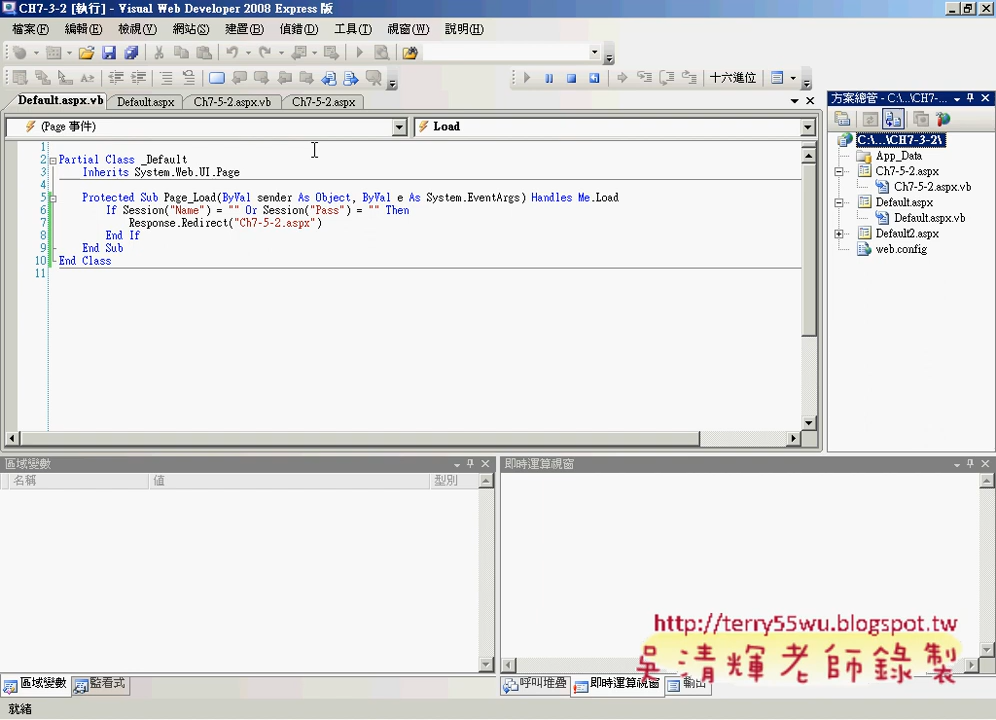 CH7-3-2 [執行] - Visual Web Developer 2008 Express 版
檔案(F) 編輯(E) 檢視(V) 網站(S) 建置(B) 偵錯(D) 工具(T) 視窗(W) 說明(H)
十六進位
Default.aspx.vb Default.aspx Ch7-5-2.aspx.vb Ch7-5-2.aspx
方案總管 - C:\...\CH7-...
(Page 事件) Load
1
2 Partial Class _Default
3 Inherits System.Web.UI.Page
4
5 Protected Sub Page_Load(ByVal sender As Object, ByVal e As System.EventArgs) Handles Me.Load
6 If Session("Name") = "" Or Session("Pass") = "" Then
7 Response.Redirect("Ch7-5-2.aspx")
8 End If
9 End Sub
10 End Class
11
C:\...\CH7-3-2\
App_Data
Ch7-5-2.aspx
Ch7-5-2.aspx.vb
Default.aspx
Default.aspx.vb
Default2.aspx
web.config
區域變數
名稱 值 型別
即時運算視窗
http://terry55wu.blogspot.tw
吳清輝老師錄製
區域變數 監看式
呼叫堆疊 即時運算視窗 輸出
就緒